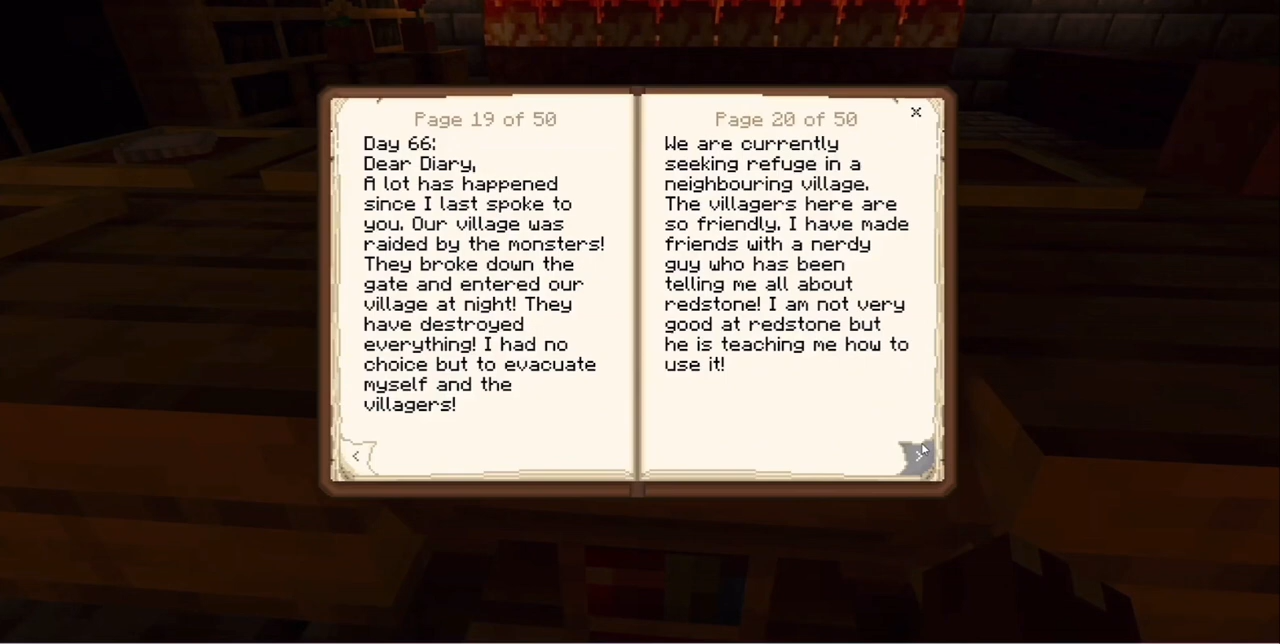 Page 19 of 50
Day 66:
Dear Diary,
A lot has happened
since I last spoke to
you. Our village was
raided by the monsters!
They broke down the
gate and entered our
village at night! They
have destroyed
everything! I had no
choice but to evacuate
myself and the
villagers!
Page 20 of 50
We are currently
seeking refuge in a
neighbouring village.
The villagers here are
so friendly. I have made
friends with a nerdy
guy who has been
telling me all about
redstone! I am not very
good at redstone but
he is teaching me how to
use it!